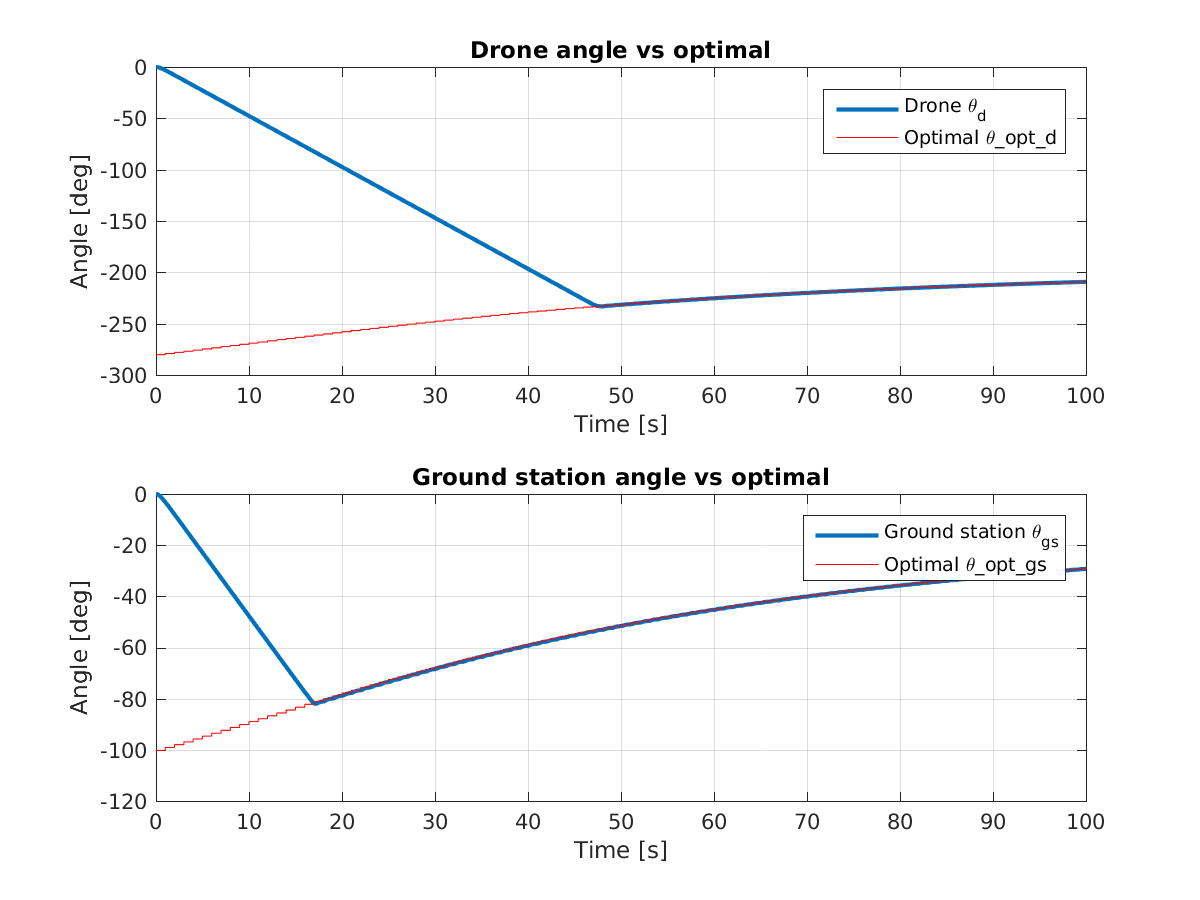 Drone angle vs optimal
0
-50
-100
-150
-200
-250
-300
Angle [deg]
Drone θd
Optimal θ_opt_d
0 10 20 30 40 50 60 70 80 90 100
Time [s]
Ground station angle vs optimal
0
-20
-40
-60
-80
-100
-120
Angle [deg]
Ground station θgs
Optimal θ_opt_gs
0 10 20 30 40 50 60 70 80 90 100
Time [s]